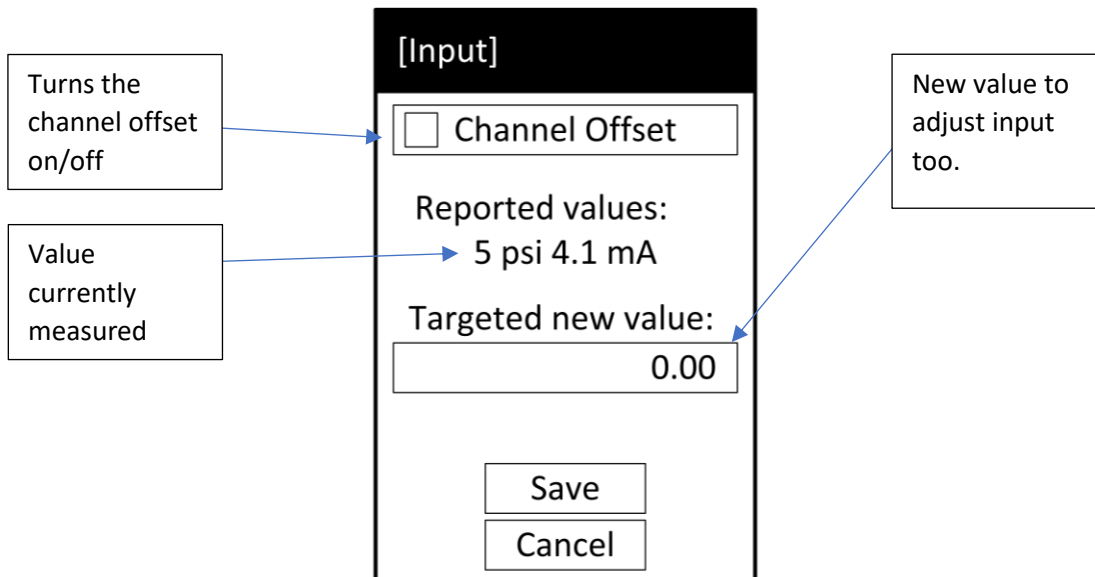 [Input]
Turns the
channel offset
on/off
Channel Offset
New value to
adjust input
too.
Reported values:
5 psi 4.1 mA
Value
currently
measured
Targeted new value:
0.00
Save
Cancel